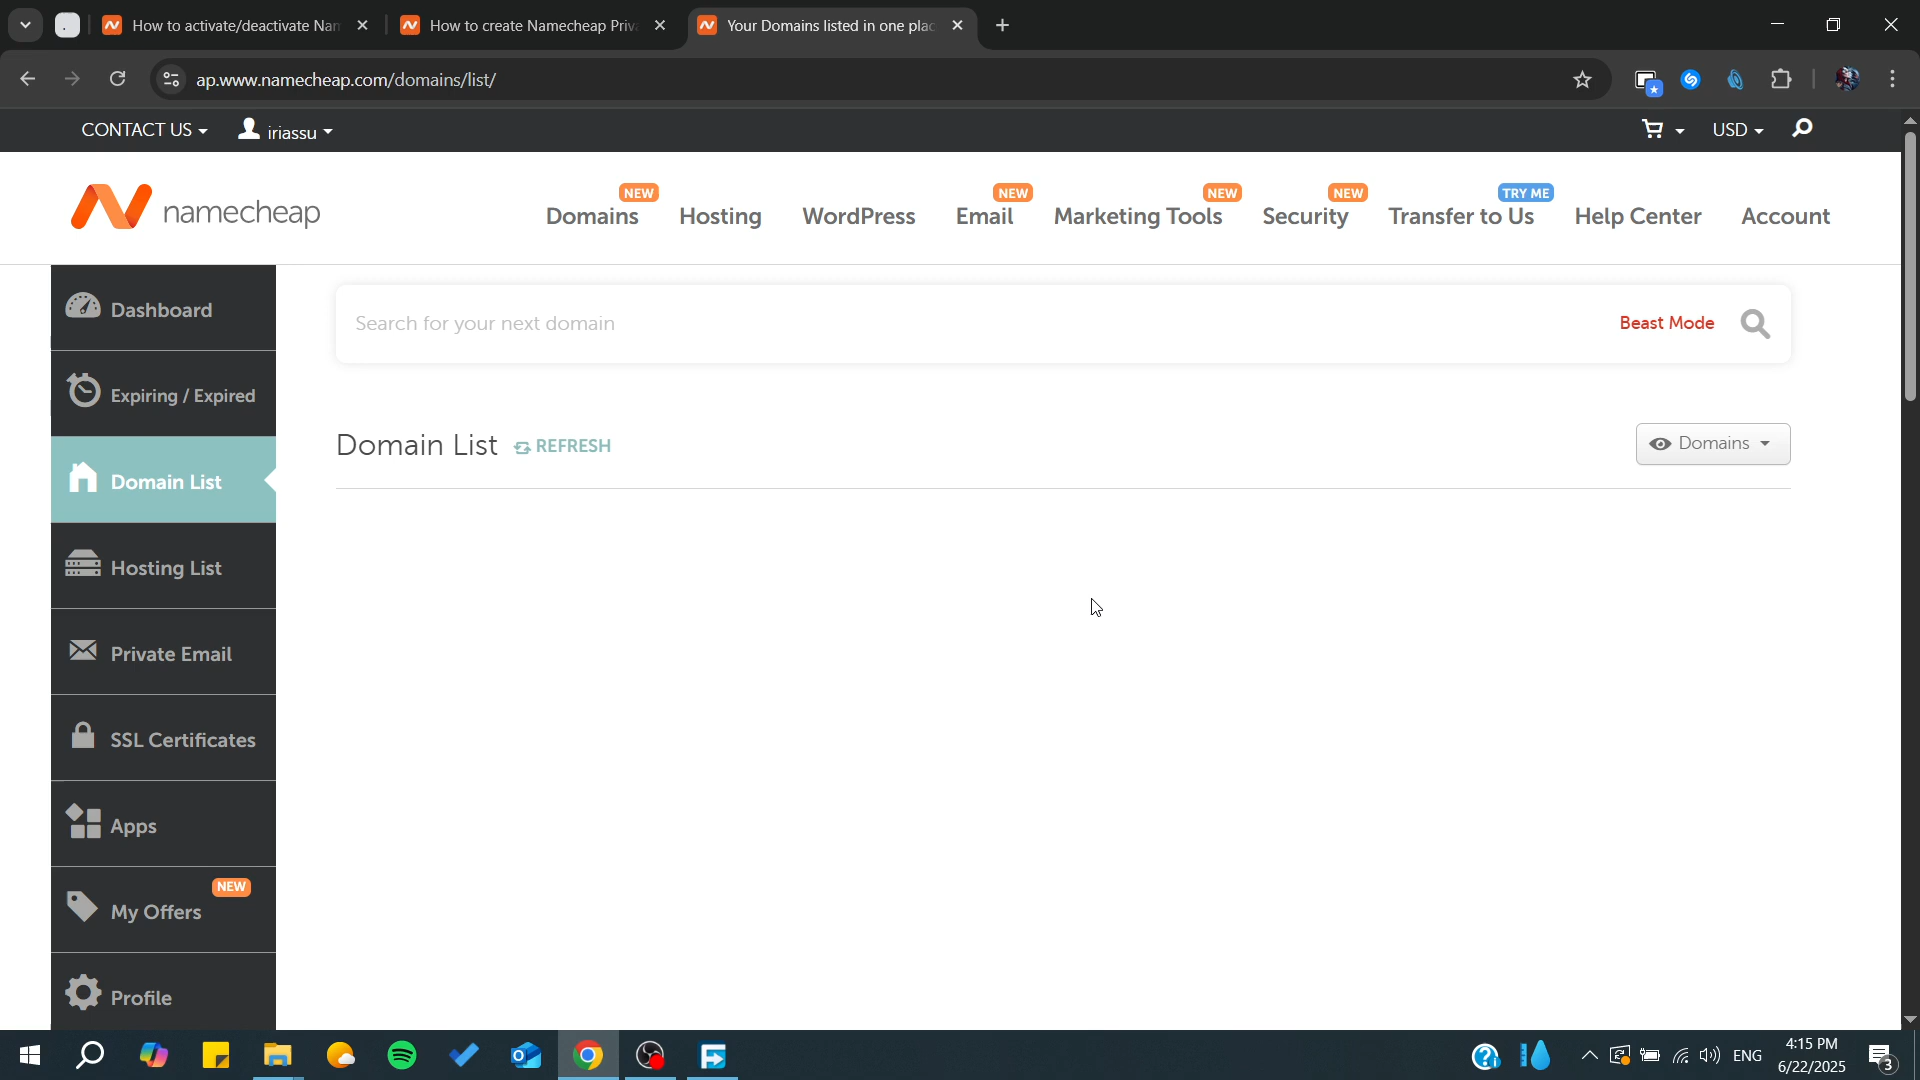 How to activate/deactivate Nam
How to create Namecheap Priv
Your Domains listed in one plac
ap.www.namecheap.com/domains/list/
CONTACT US
iriassu
USD
namecheap
NEW
Domains
Hosting
WordPress
NEW
Email
NEW
Marketing Tools
NEW
Security
TRY ME
Transfer to Us
Help Center
Account
Dashboard
Expiring / Expired
Domain List
Hosting List
Private Email
SSL Certificates
Apps
NEW
My Offers
Profile
Search for your next domain
Beast Mode
Domain List
REFRESH
Domains
ENG
4:15 PM
6/22/2025
3